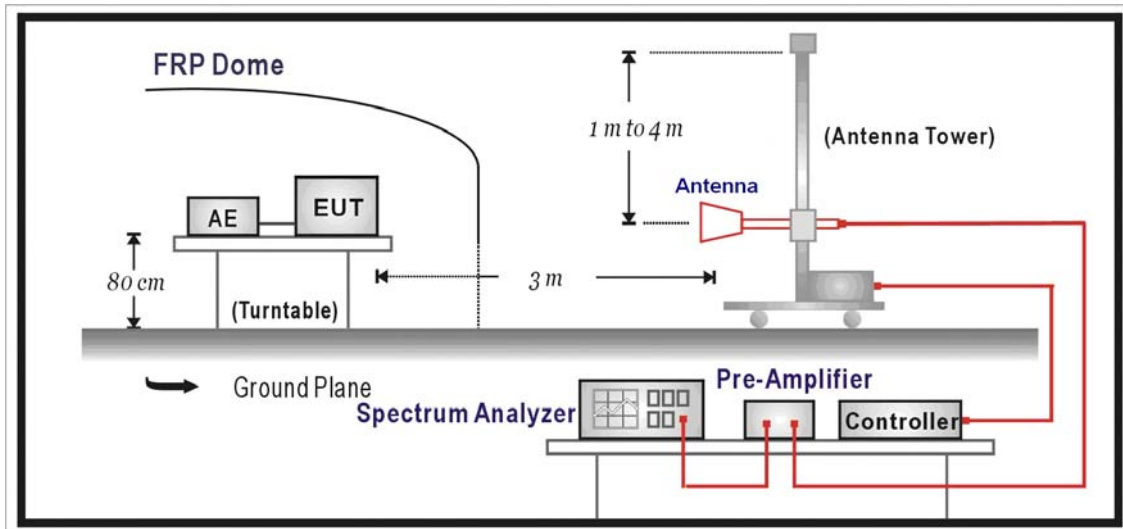 FRP Dome
1 m to 4 m
(Antenna Tower)
Antenna
AE
EUT
80 cm
3 m
(Turntable)
Ground Plane
Pre-Amplifier
Spectrum Analyzer
Controller